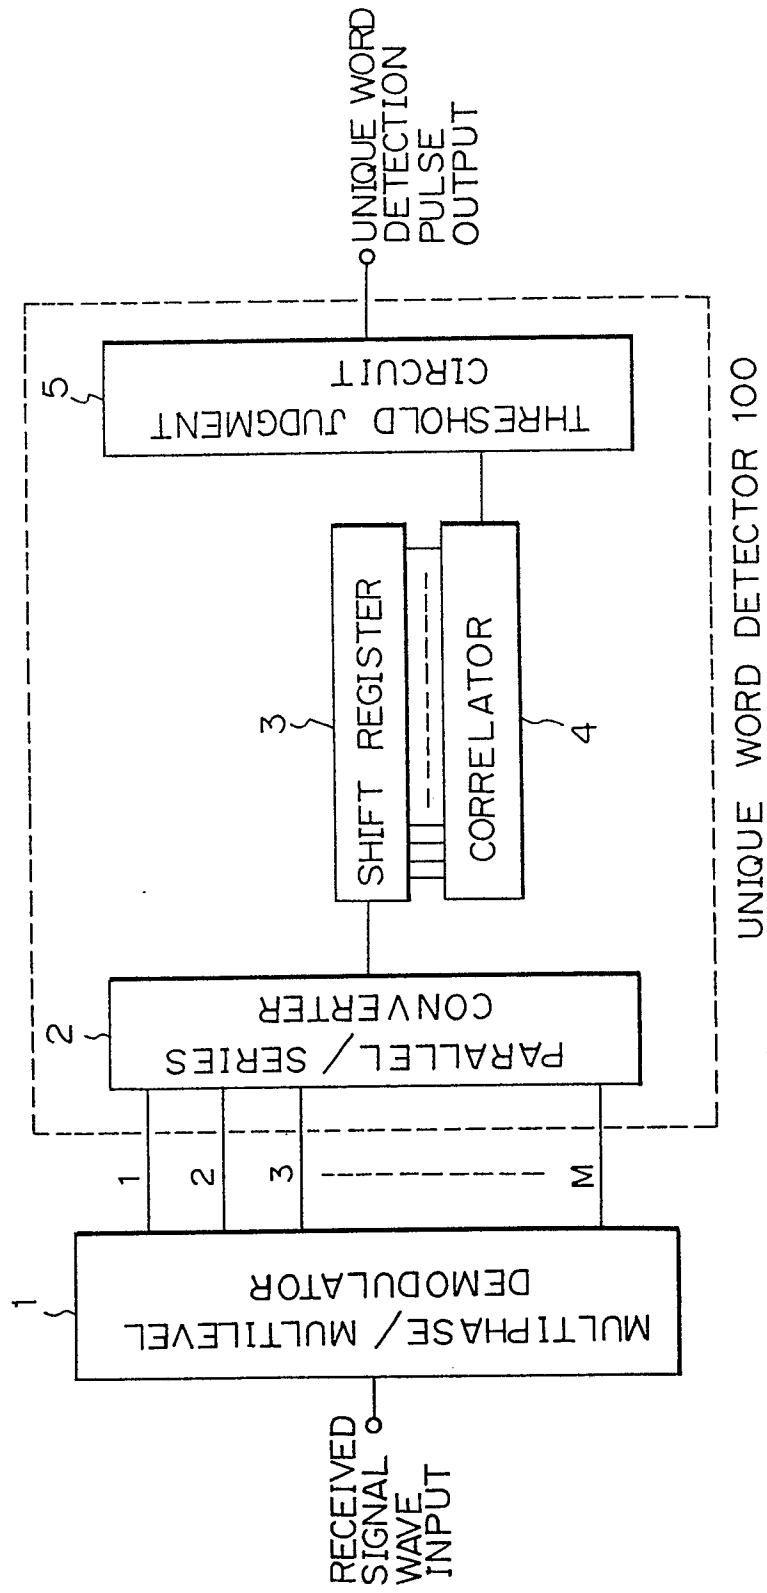 RECEIVED
SIGNAL
WAVE
INPUT
1
MULTIPHASE/MULTILEVEL
DEMODULATOR
1
2
3
M
2
PARALLEL/SERIES
CONVERTER
3
SHIFT REGISTER
CORRELATOR
4
5
THRESHOLD JUDGMENT
CIRCUIT
UNIQUE WORD
DETECTION
PULSE
OUTPUT
UNIQUE WORD DETECTOR 100